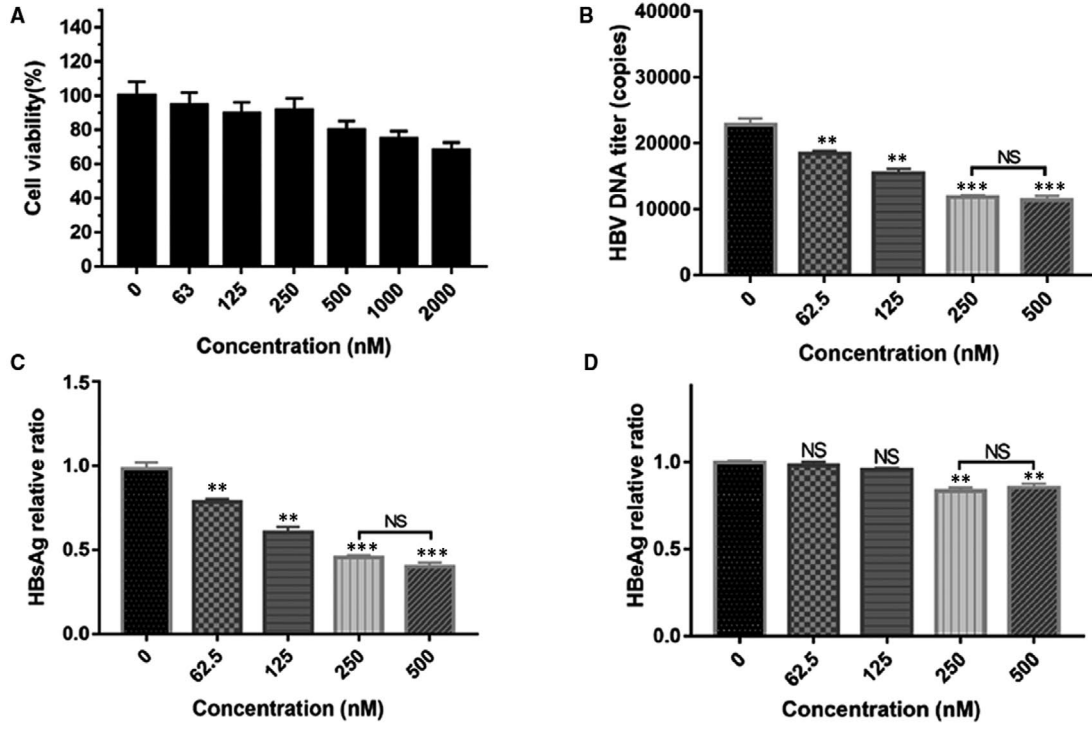 A
Cell viability(%)
140
120
100
80
60
40
20
0
0 63 125 250 500 1000 2000
Concentration (nM)
B
HBV DNA titer (copies)
40000
30000
20000
10000
0
** ** *** NS ***
0 62.5 125 250 500
Concentration (nM)
C
HBsAg relative ratio
1.5
1.0
0.5
0.0
** ** *** NS ***
0 62.5 125 250 500
Concentration (nM)
D
HBeAg relative ratio
1.0
0.5
0.0
NS NS ** NS **
0 62.5 125 250 500
Concentration (nM)